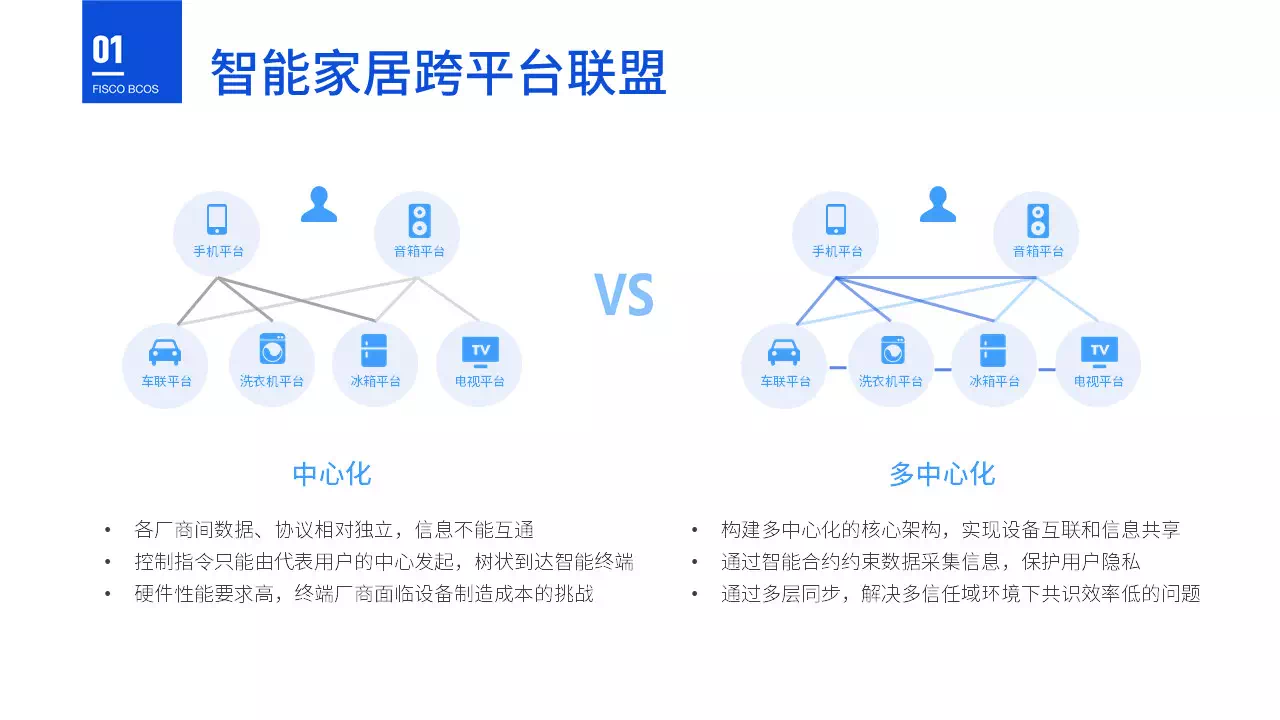 01
FISCO BCOS
智能家居跨平台联盟
手机平台
音箱平台
车联平台
洗衣机平台
冰箱平台
TV
电视平台
VS
手机平台
音箱平台
车联平台
洗衣机平台
冰箱平台
TV
电视平台
中心化
• 各厂商间数据、协议相对独立，信息不能互通
• 控制指令只能由代表用户的中心发起，树状到达智能终端
• 硬件性能要求高，终端厂商面临设备制造成本的挑战
多中心化
• 构建多中心化的核心架构，实现设备互联和信息共享
• 通过智能合约约束数据采集信息，保护用户隐私
• 通过多层同步，解决多信任域环境下共识效率低的问题